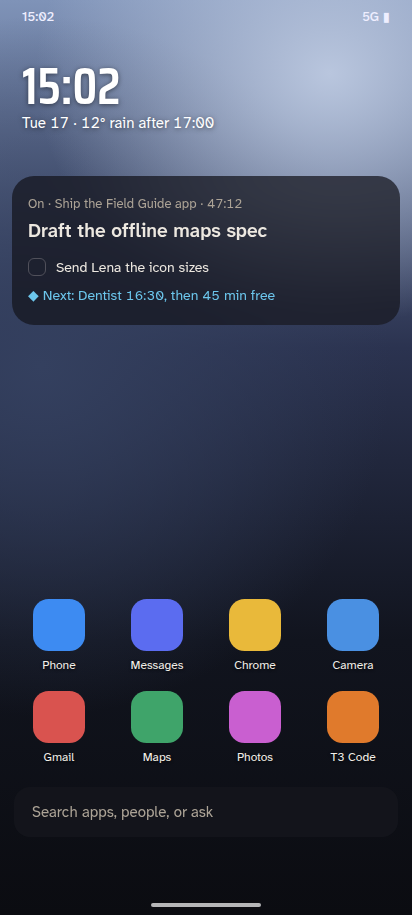 15:02
5G
15:02
Tue 17 · 12° rain after 17:00
On · Ship the Field Guide app · 47:12
Draft the offline maps spec
Send Lena the icon sizes
◆ Next: Dentist 16:30, then 45 min free
Phone
Messages
Chrome
Camera
Gmail
Maps
Photos
T3 Code
Search apps, people, or ask